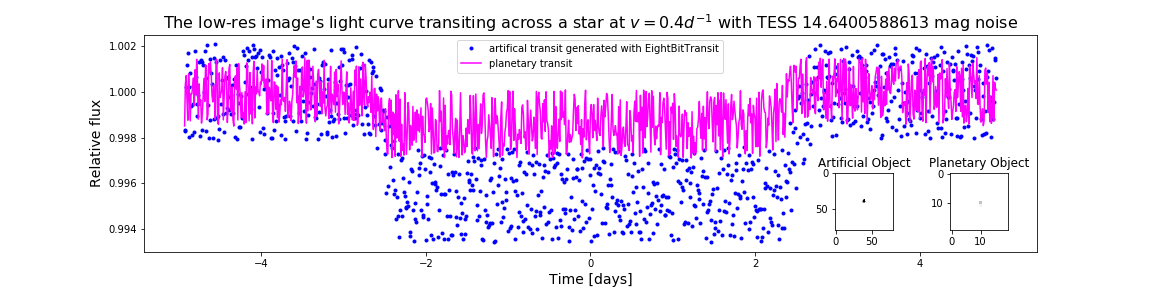 The low-res image's light curve transiting across a star at v = 0.4d⁻¹ with TESS 14.6400588613 mag noise
artifical transit generated with EightBitTransit
planetary transit
Relative flux
1.002
1.000
0.998
0.996
0.994
Artificial Object
0
50
0 50
Planetary Object
0
10
0 10
−4 −2 0 2 4
Time [days]